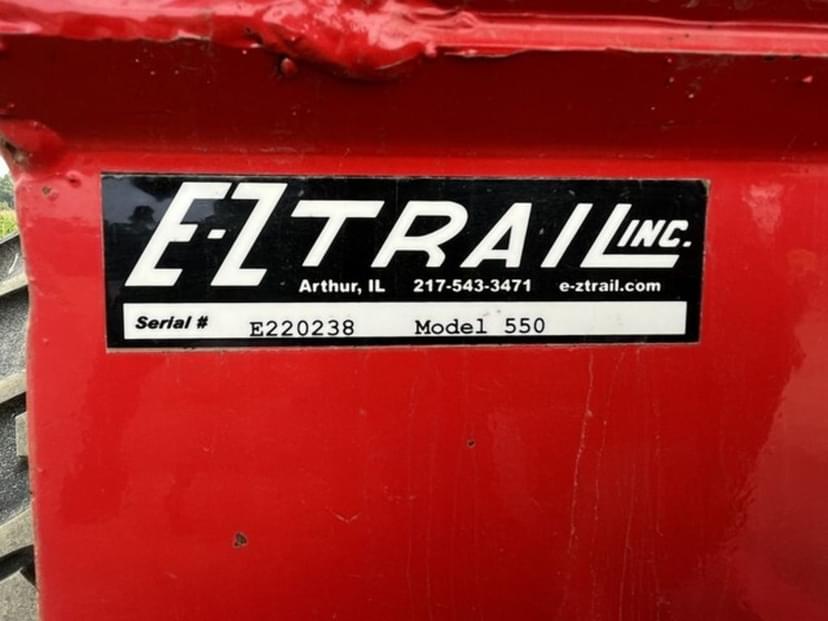 E-Z TRAIL INC.
Arthur, IL 217-543-3471 e-ztrail.com
Serial # E220238 Model 550